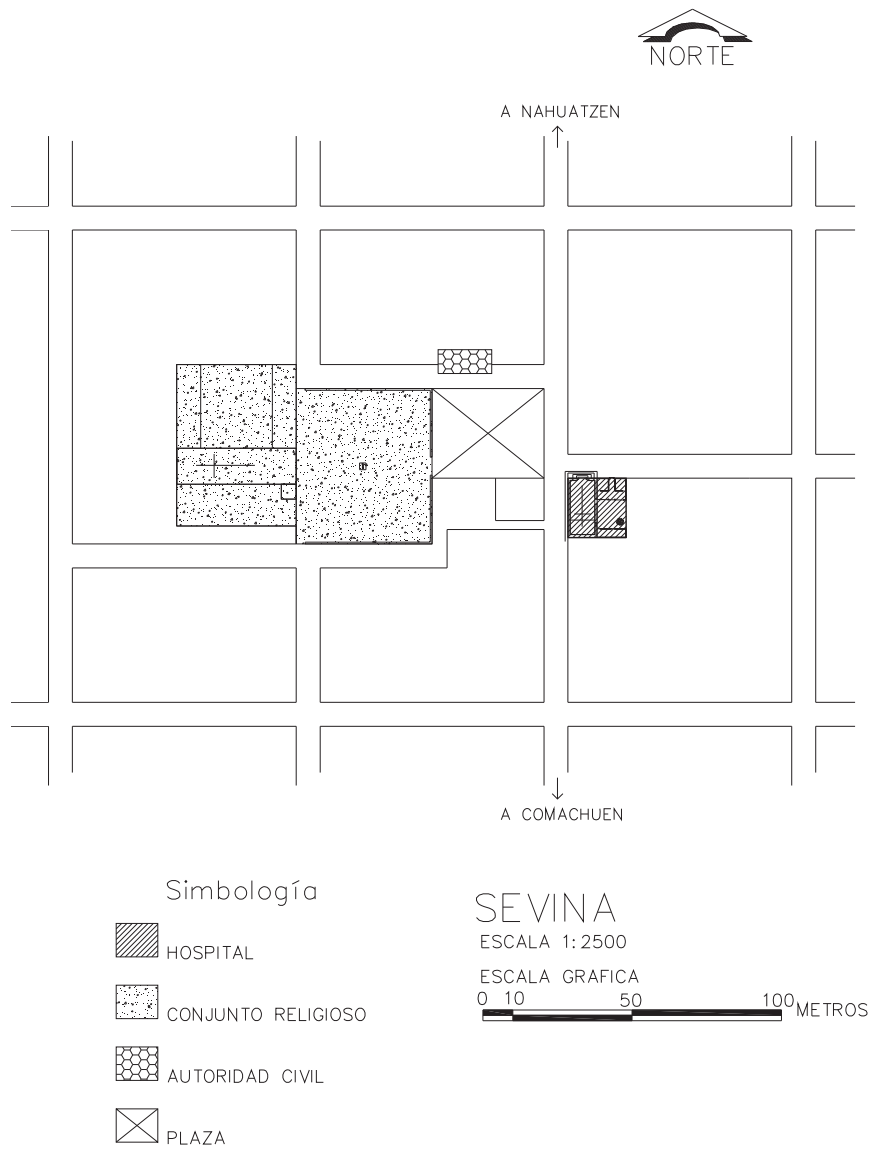 NORTE
A NAHUATZEN
A COMACHUEN
Simbología
HOSPITAL
CONJUNTO RELIGIOSO
AUTORIDAD CIVIL
PLAZA
SEVINA
ESCALA 1:2500
ESCALA GRAFICA
0 10 50 100 METROS